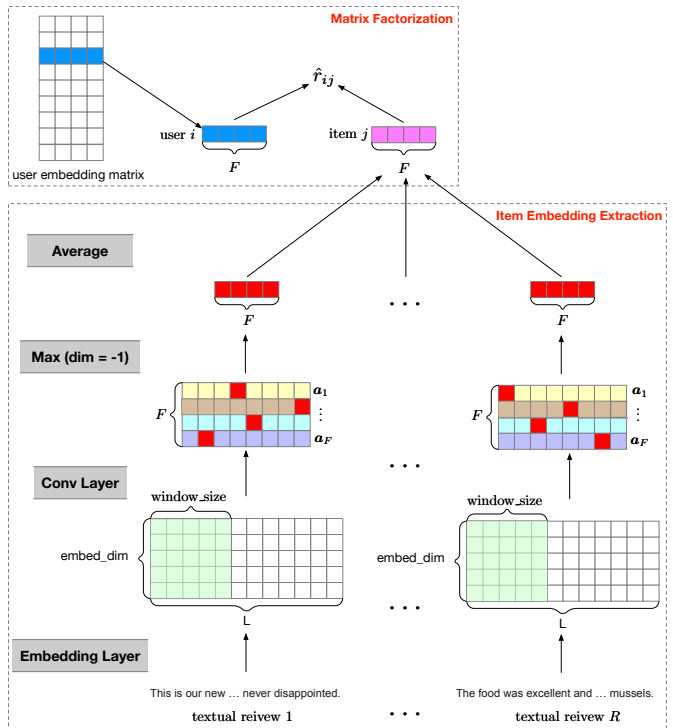 Matrix Factorization
r̂ij
user i
item j
F
F
user embedding matrix
Item Embedding Extraction
Average
. . .
F
F
Max (dim = -1)
a1
a1
F
⋮
F
⋮
aF
aF
. . .
Conv Layer
window_size
window_size
embed_dim
embed_dim
. . .
L
L
Embedding Layer
This is our new ... never disappointed.
The food was excellent and ... mussels.
textual reivew 1
. . .
textual reivew R